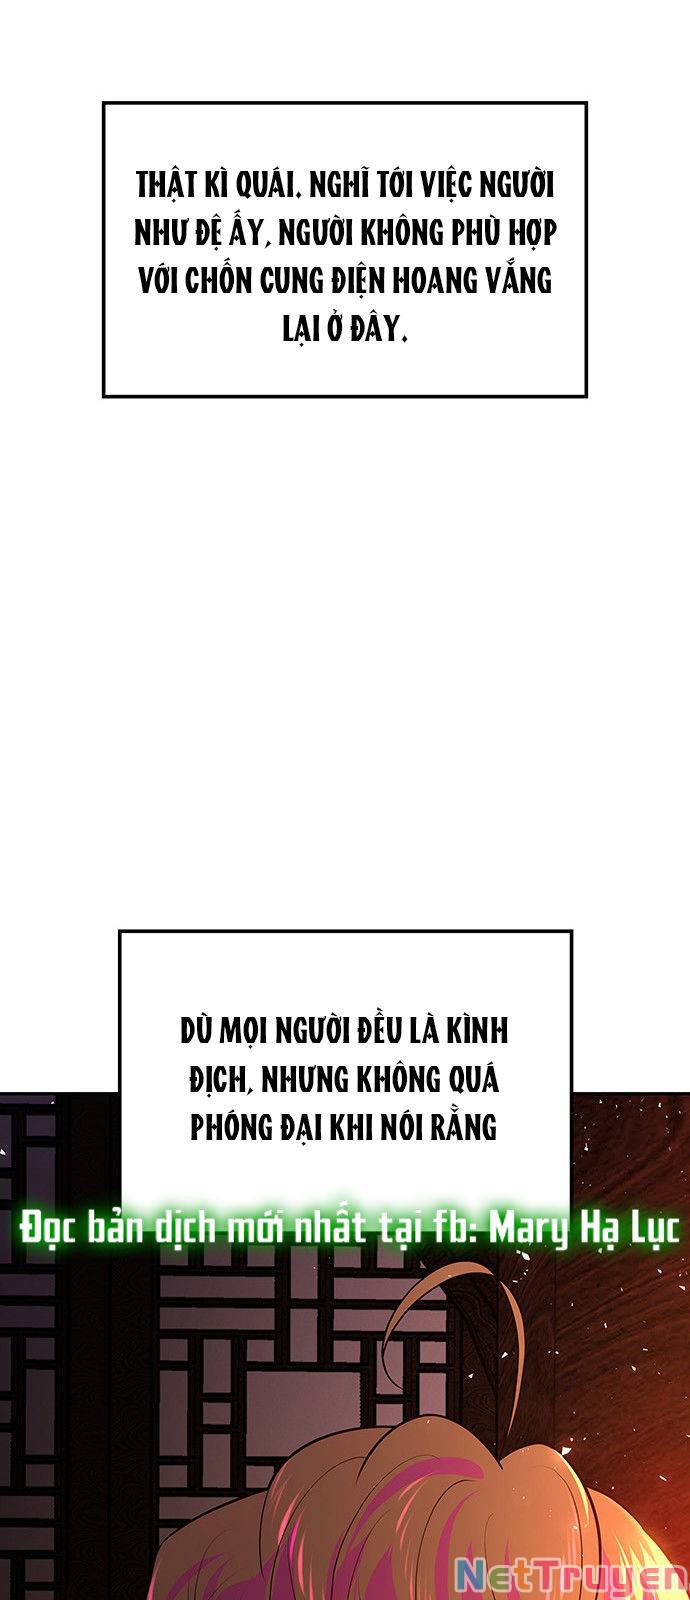 THẬT KÌ QUÁI. NGHĨ TỚI VIỆC NGƯỜI
NHƯ ĐỆ ẤY, NGƯỜI KHÔNG PHÙ HỢP
VỚI CHỐN CUNG ĐIỆN HOANG VẮNG
LẠI Ở ĐÂY.
DÙ MỌI NGƯỜI ĐỀU LÀ KÌNH
ĐỊCH, NHƯNG KHÔNG QUÁ
PHÓNG ĐẠI KHI NÓI RẰNG
Đọc bản dịch mới nhất tại fb: Mary Hạ Lục
NetTruyen